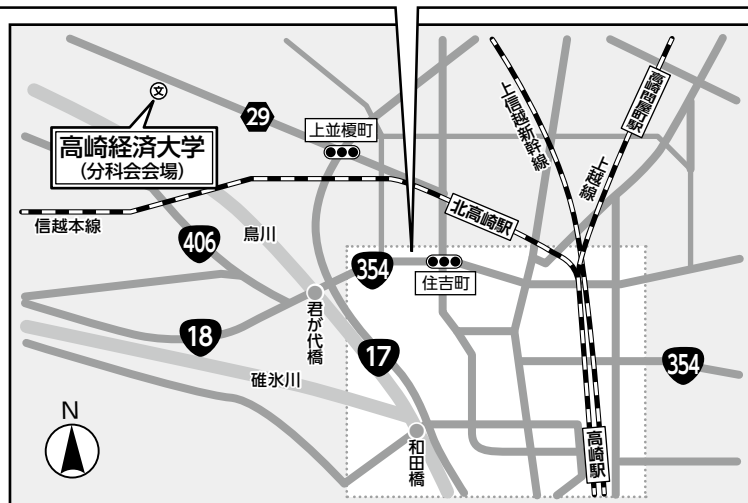 文
高崎経済大学
(分科会会場)
29
上並榎町
上信越新幹線
高崎問屋町駅
上越線
信越本線
北高崎駅
406
烏川
354
住吉町
18
君が代橋
17
354
碓氷川
N
和田橋
高崎駅